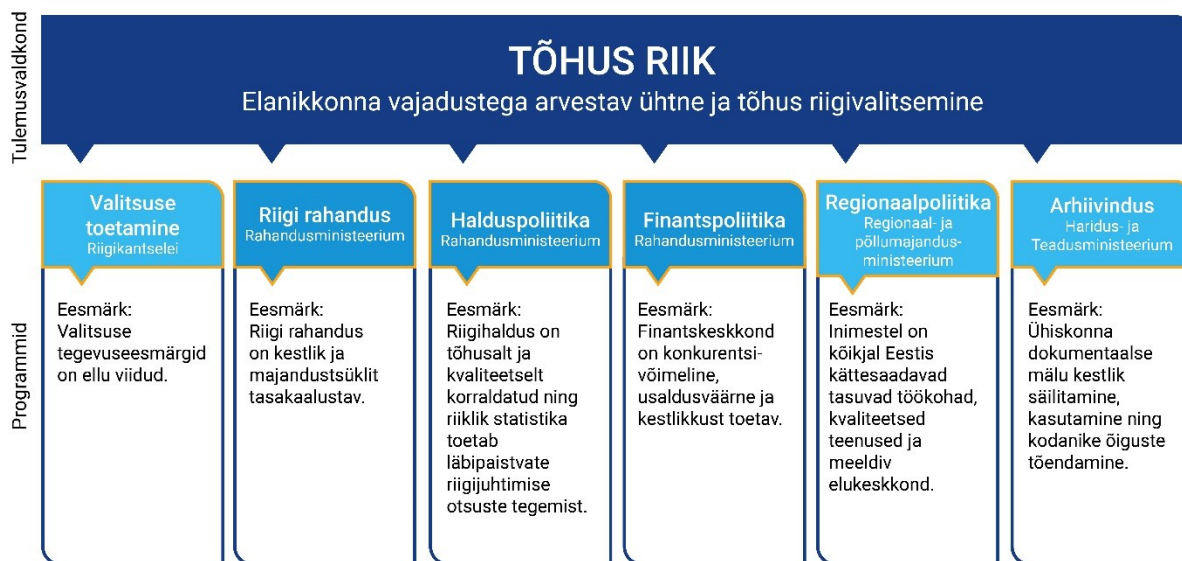 Tulemusvaldkond
TÕHUS RIIK
Elanikkonna vajadustega arvestav ühtne ja tõhus riigivalitsemine
Programmid
Valitsuse
toetamine
Riigikantselei
Eesmärk:
Valitsuse
tegevuseesmärgid
on ellu viidud.
Riigi rahandus
Rahandusministeerium
Eesmärk:
Riigi rahandus
on kestlik ja
majandustsüklit
tasakaalustav.
Halduspoliitika
Rahandusministeerium
Eesmärk:
Riigihaldus on
tõhusalt ja
kvaliteetselt
korraldatud ning
riiklik statistika
toetab
läbipaistvate
riigijuhtimise
otsuste tegemist.
Finantspoliitika
Rahandusministeerium
Eesmärk:
Finantskeskkond
on konkurentsi-
võimeline,
usaldusväärne ja
kestlikkust toetav.
Regionaalpoliitika
Regionaal- ja
põllumajandus-
ministeerium
Eesmärk:
Inimestel on
kõikjal Eestis
kättesaadavad
tasuvad töökohad,
kvaliteetsed
teenused ja
meeldiv
elukeskkond.
Arhiivindus
Haridus- ja
Teadusministeerium
Eesmärk:
Ühiskonna
dokumentaalse
mälu kestlik
säilitamine,
kasutamine ning
kodanike õiguste
tõendamine.